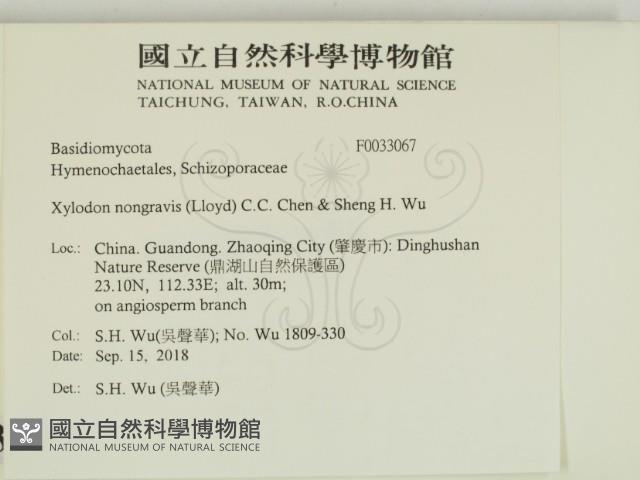 國立自然科學博物館
NATIONAL MUSEUM OF NATURAL SCIENCE
TAICHUNG, TAIWAN, R.O.CHINA
Basidiomycota F0033067
Hymenochaetales, Schizoporaceae
Xylodon nongravis (Lloyd) C.C. Chen & Sheng H. Wu
Loc.: China. Guandong. Zhaoqing City (肇慶市): Dinghushan
Nature Reserve (鼎湖山自然保護區)
23.10N, 112.33E; alt. 30m;
on angiosperm branch
Col.: S.H. Wu(吳聲華); No. Wu 1809-330
Date: Sep. 15, 2018
Det.: S.H. Wu (吳聲華)
國立自然科學博物館
NATIONAL MUSEUM OF NATURAL SCIENCE